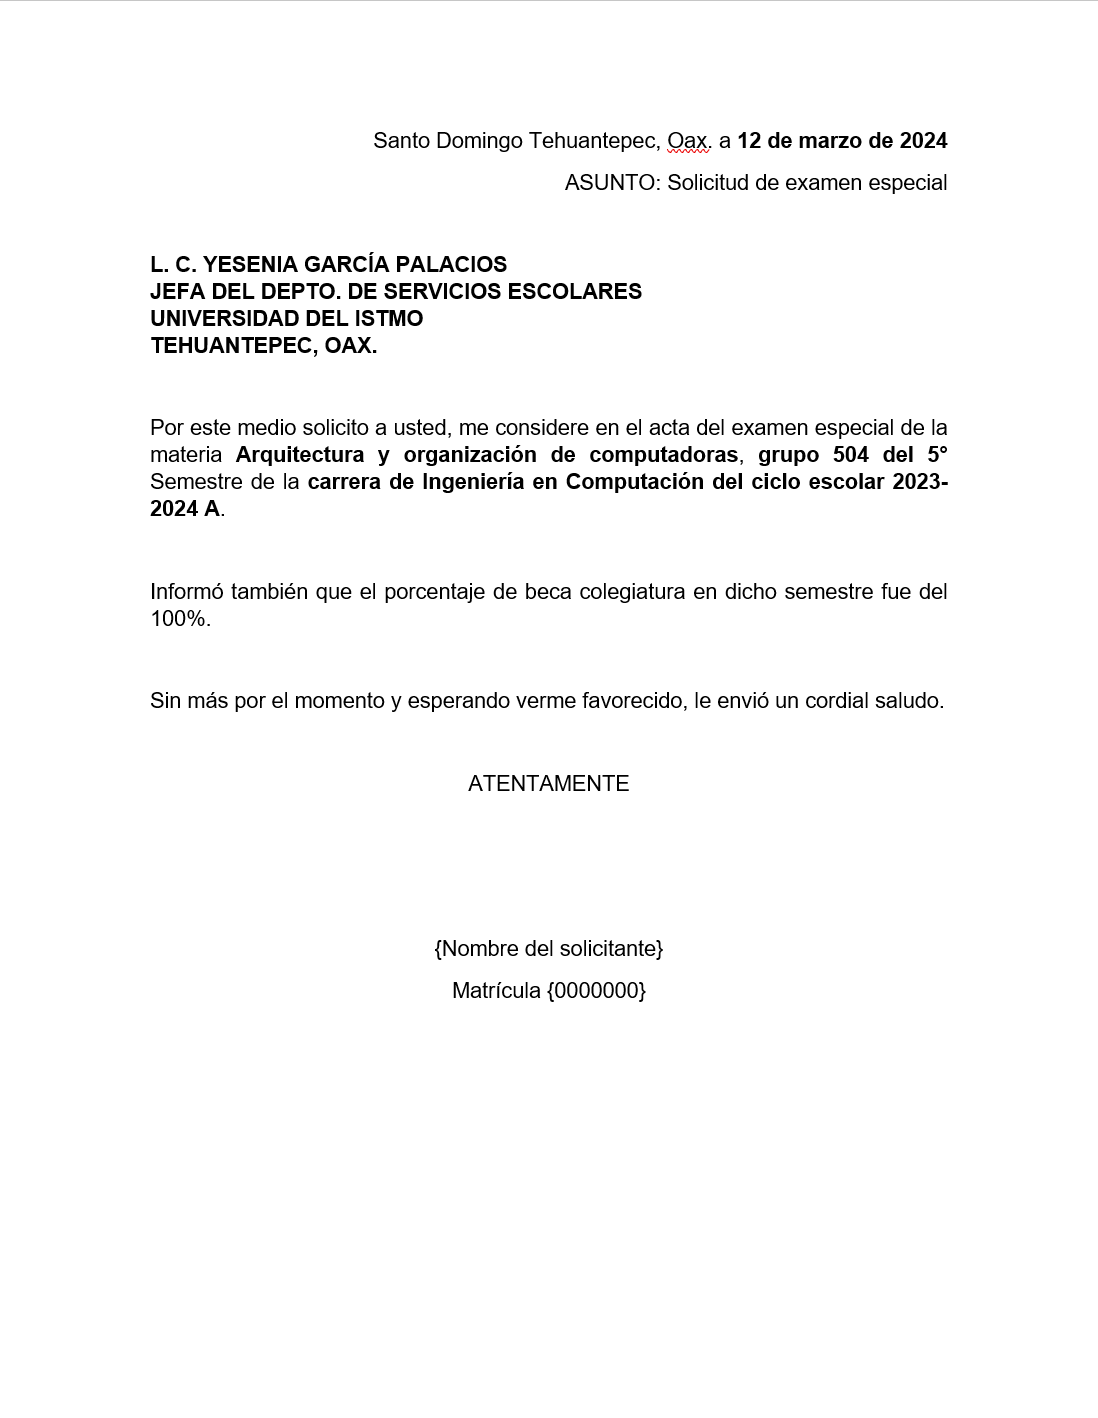 Santo Domingo Tehuantepec, Oax. a 12 de marzo de 2024
ASUNTO: Solicitud de examen especial
L. C. YESENIA GARCÍA PALACIOS
JEFA DEL DEPTO. DE SERVICIOS ESCOLARES
UNIVERSIDAD DEL ISTMO
TEHUANTEPEC, OAX.
Por este medio solicito a usted, me considere en el acta del examen especial de la
materia Arquitectura y organización de computadoras, grupo 504 del 5°
Semestre de la carrera de Ingeniería en Computación del ciclo escolar 2023-
2024 A.
Informó también que el porcentaje de beca colegiatura en dicho semestre fue del
100%.
Sin más por el momento y esperando verme favorecido, le envió un cordial saludo.
ATENTAMENTE
{Nombre del solicitante}
Matrícula {0000000}